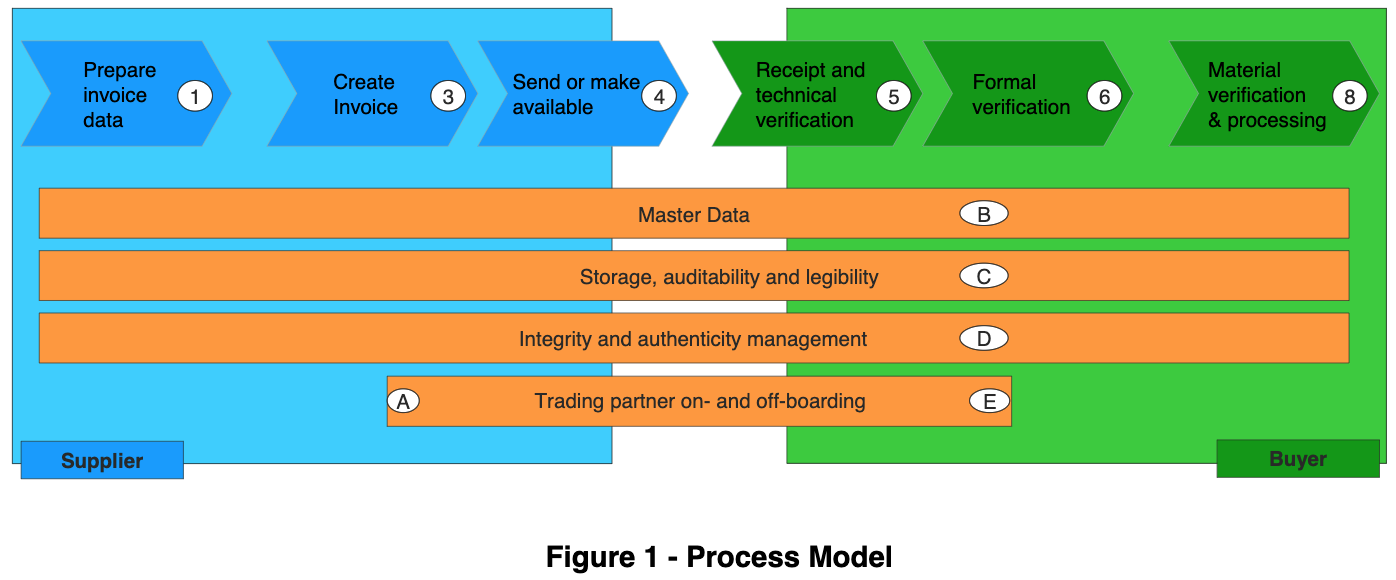 Prepare
invoice
data
1
Create
Invoice
3
Send or make
available
4
Receipt and
technical
verification
5
Formal
verification
6
Material
verification
& processing
8
Master Data
B
Storage, auditability and legibility
C
Integrity and authenticity management
D
A
Trading partner on- and off-boarding
E
Supplier
Buyer
Figure 1 - Process Model